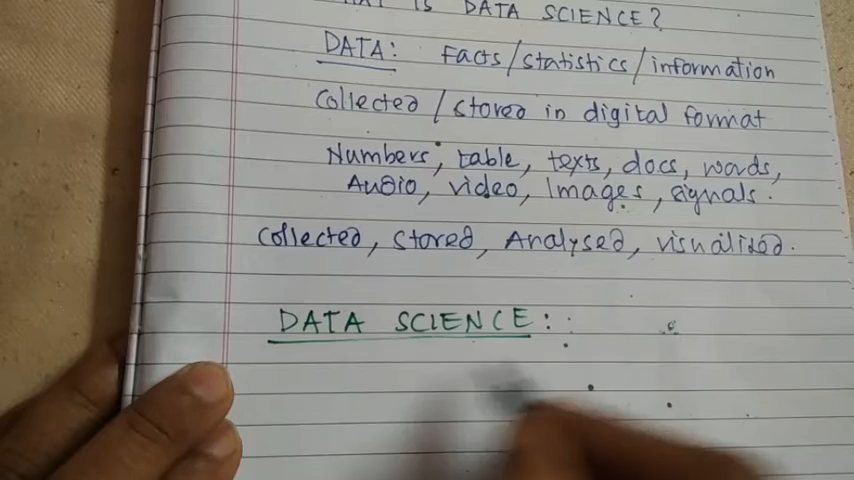 IS DATA SCIENCE?
DATA: Facts/statistics/information
Collected / stored in digital format
Numbers, table, texts, docs, words,
Audio, video, Images, signals.
Collected, stored, Analysed, visualized.
DATA SCIENCE: